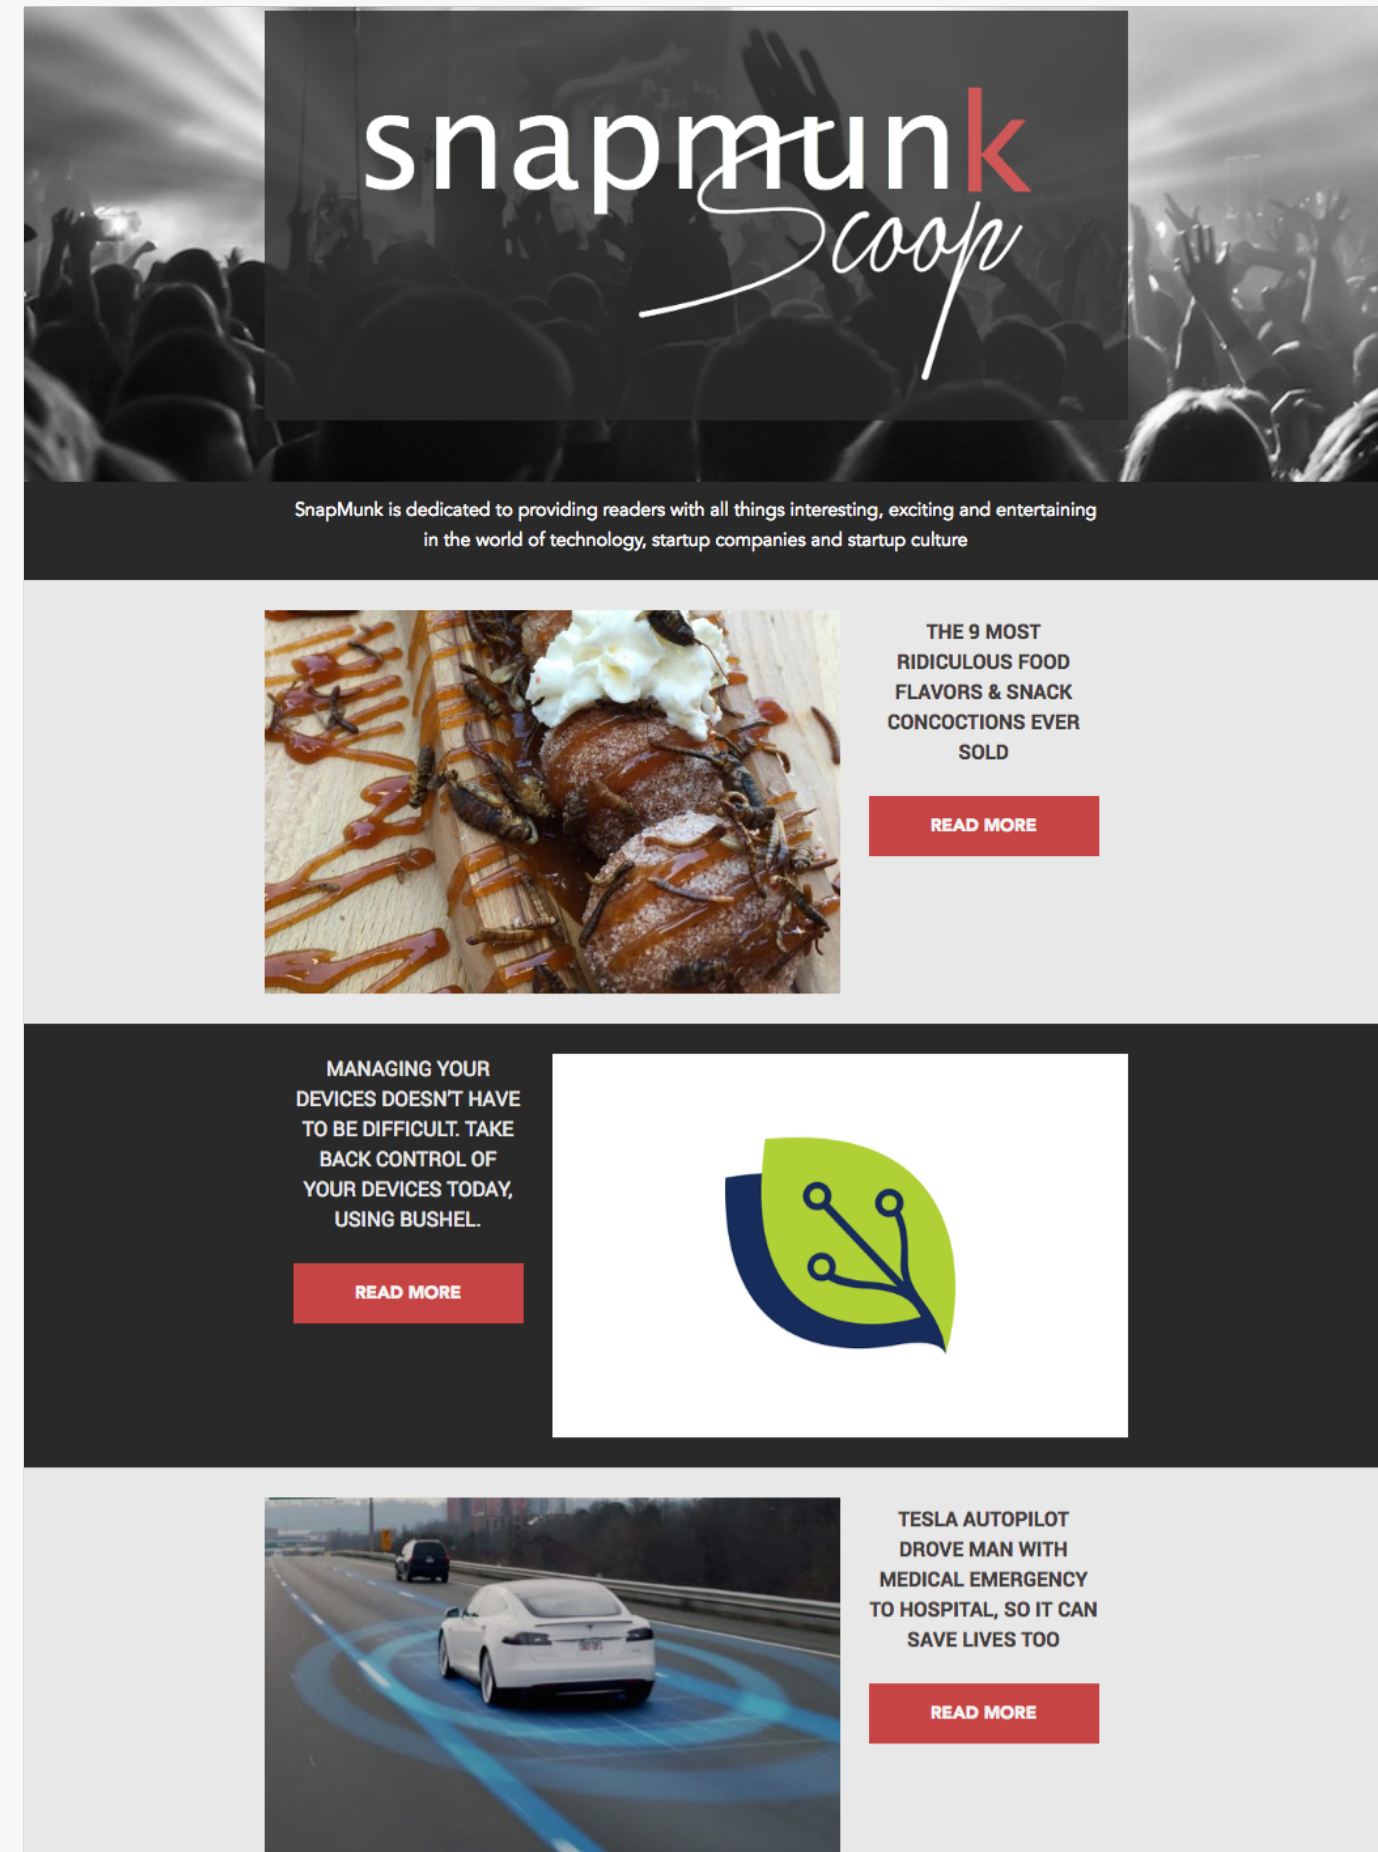 snapmunk
Scoop
SnapMunk is dedicated to providing readers with all things interesting, exciting and entertaining
in the world of technology, startup companies and startup culture
THE 9 MOST
RIDICULOUS FOOD
FLAVORS & SNACK
CONCOCTIONS EVER
SOLD
READ MORE
MANAGING YOUR
DEVICES DOESN'T HAVE
TO BE DIFFICULT. TAKE
BACK CONTROL OF
YOUR DEVICES TODAY,
USING BUSHEL.
READ MORE
TESLA AUTOPILOT
DROVE MAN WITH
MEDICAL EMERGENCY
TO HOSPITAL, SO IT CAN
SAVE LIVES TOO
READ MORE